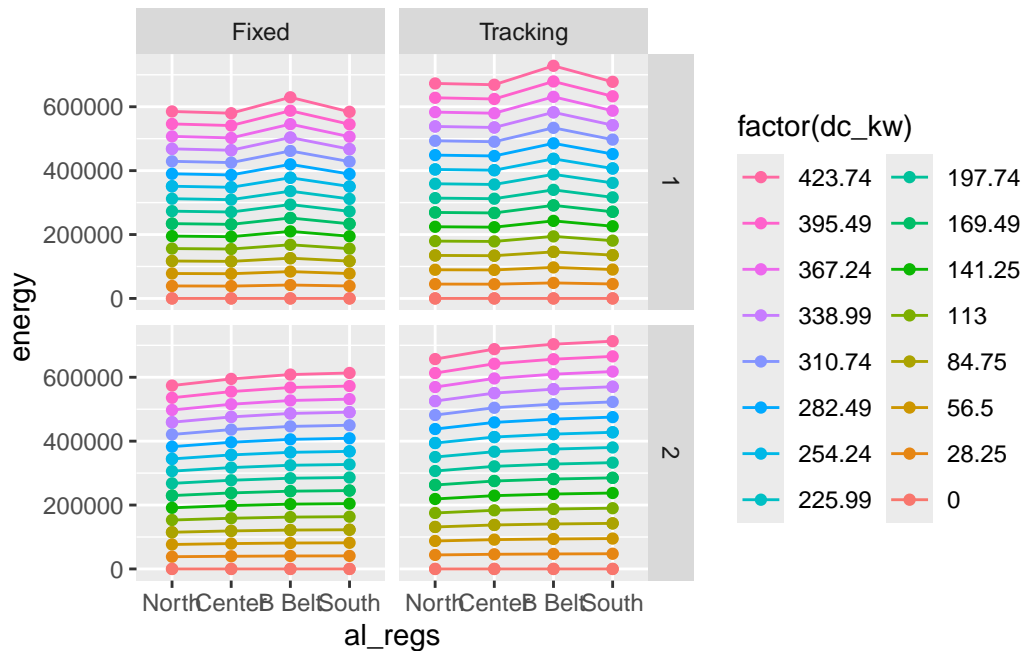 Fixed
Tracking
600000
400000
200000
0
1
600000
400000
200000
0
2
energy
North
Center
B Belt
South
North
Center
B Belt
South
al_regs
factor(dc_kw)
423.74
395.49
367.24
338.99
310.74
282.49
254.24
225.99
197.74
169.49
141.25
113
84.75
56.5
28.25
0